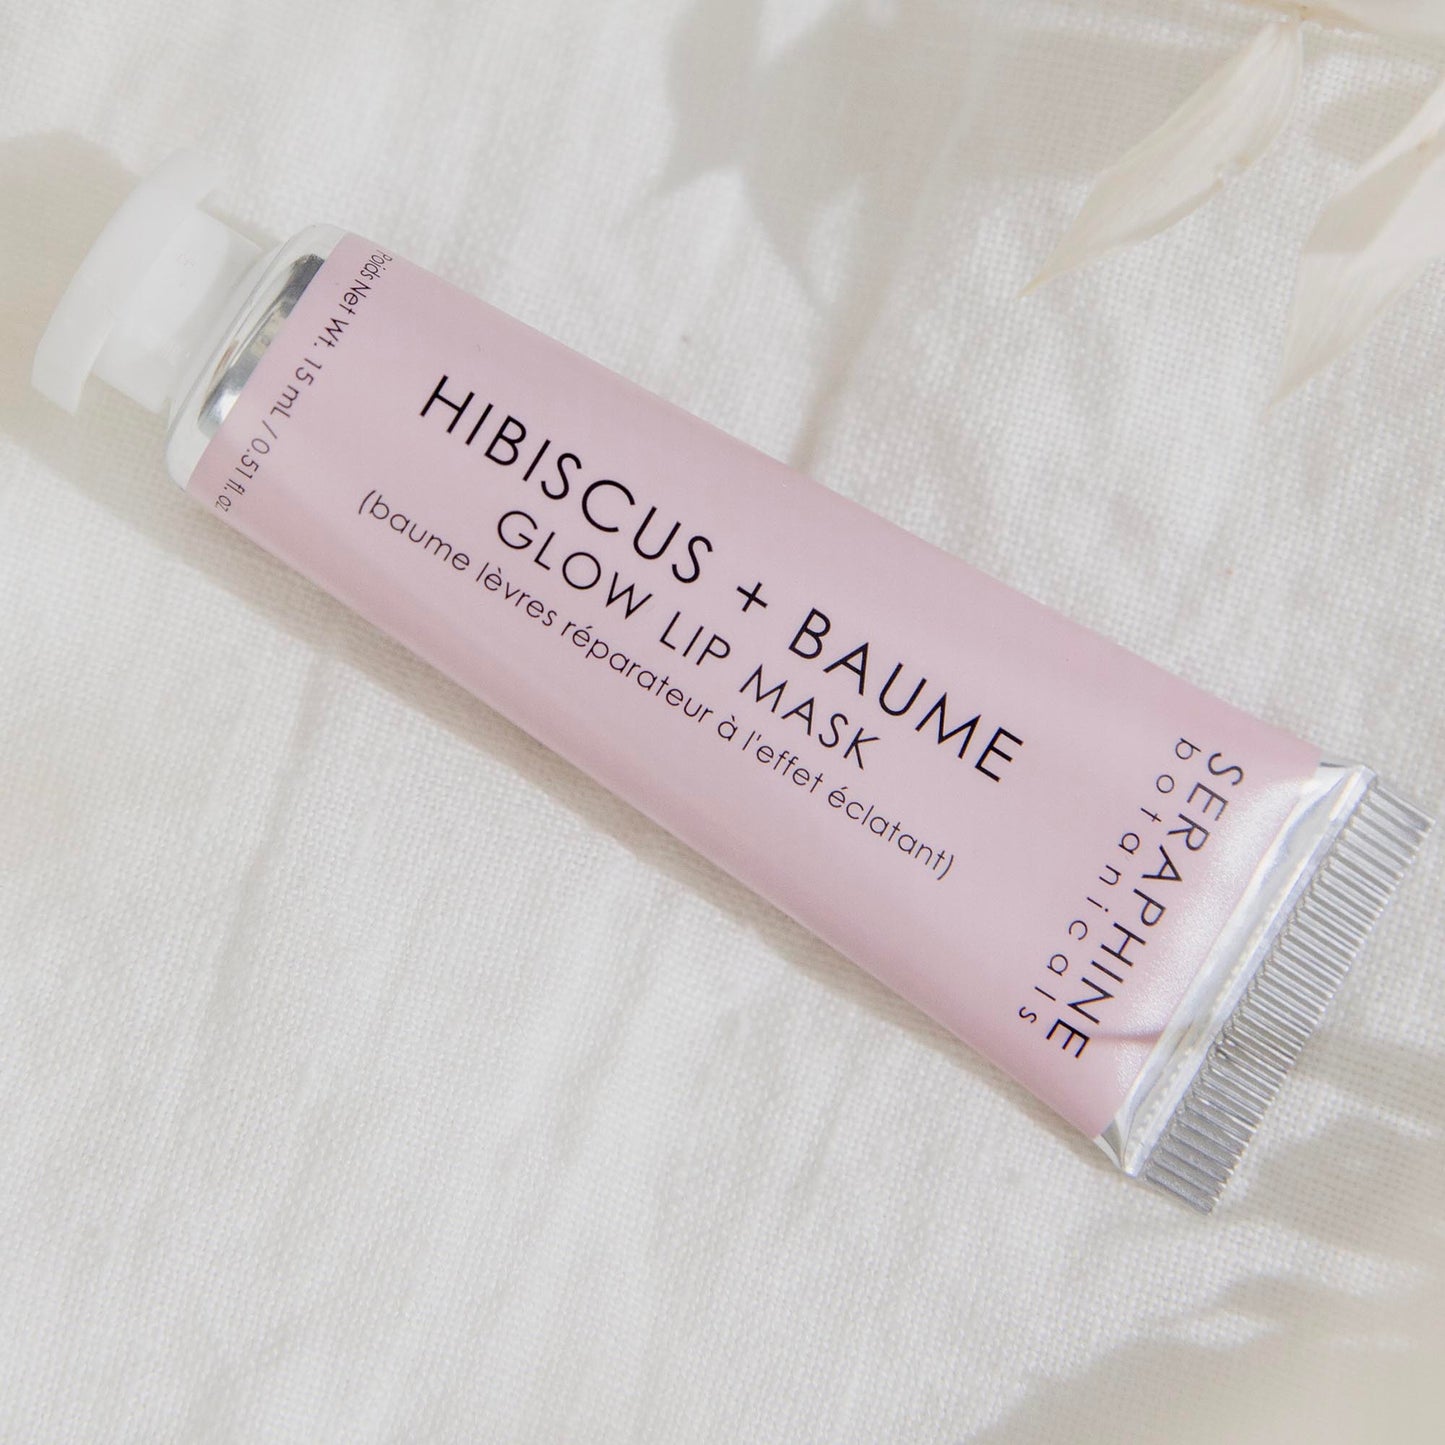 HIBISCUS + BAUME
GLOW LIP MASK
(baume lèvres réparateur à l'effet éclatant)
SERAPHINE
botanicals
Poids Net Wt. 15 mL / 0.51 fl. oz